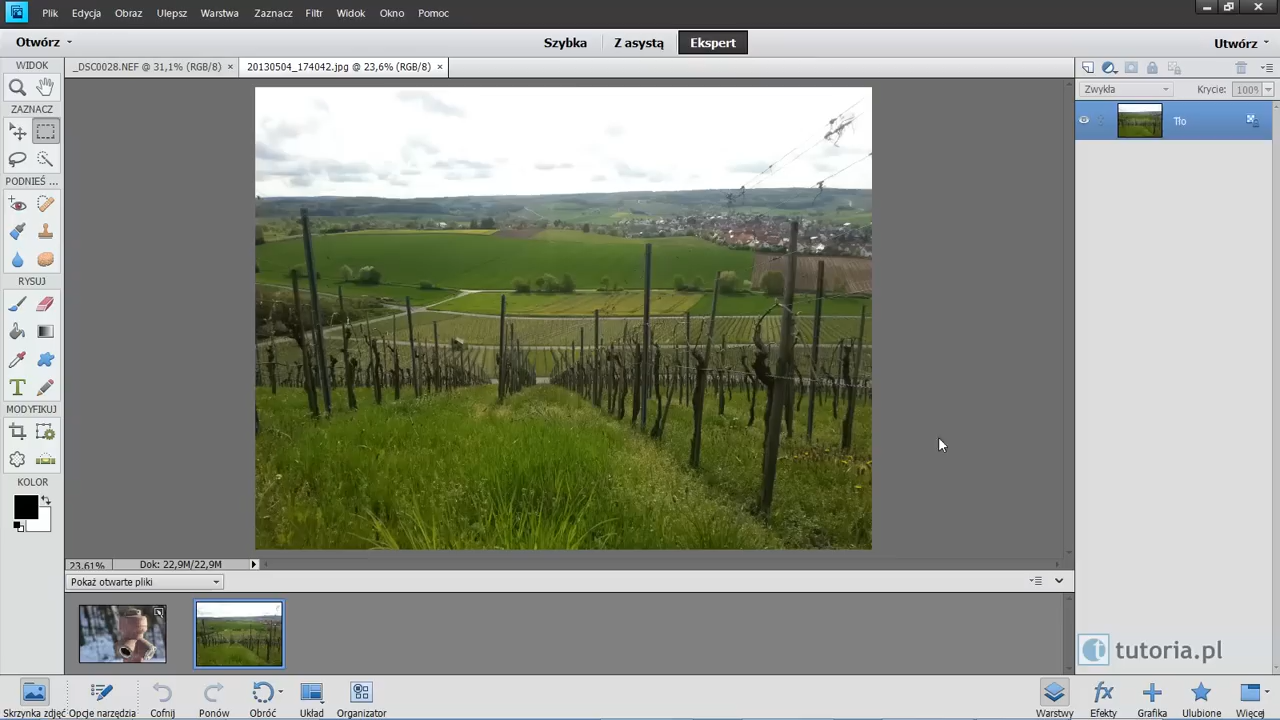 Plik Edycja Obraz Ulepsz Warstwa Zaznacz Filtr Widok Okno Pomoc
Otwórz Szybka Z asystą Ekspert Utwórz
WIDOK
_DSC0028.NEF @ 31,1% (RGB/8) × 20130504_174042.jpg @ 23,6% (RGB/8) ×
Zwykła Krycie: 100%
ZAZNACZ
Tło
PODNIEŚ ...
RYSUJ
MODYFIKUJ
KOLOR
23,61% Dok: 22,9M/22,9M
Pokaż otwarte pliki
tutoria.pl
Skrzynka zdjęć Opcje narzędzia Cofnij Ponów Obróć Układ Organizator Warstwy Efekty Grafika Ulubione Więcej